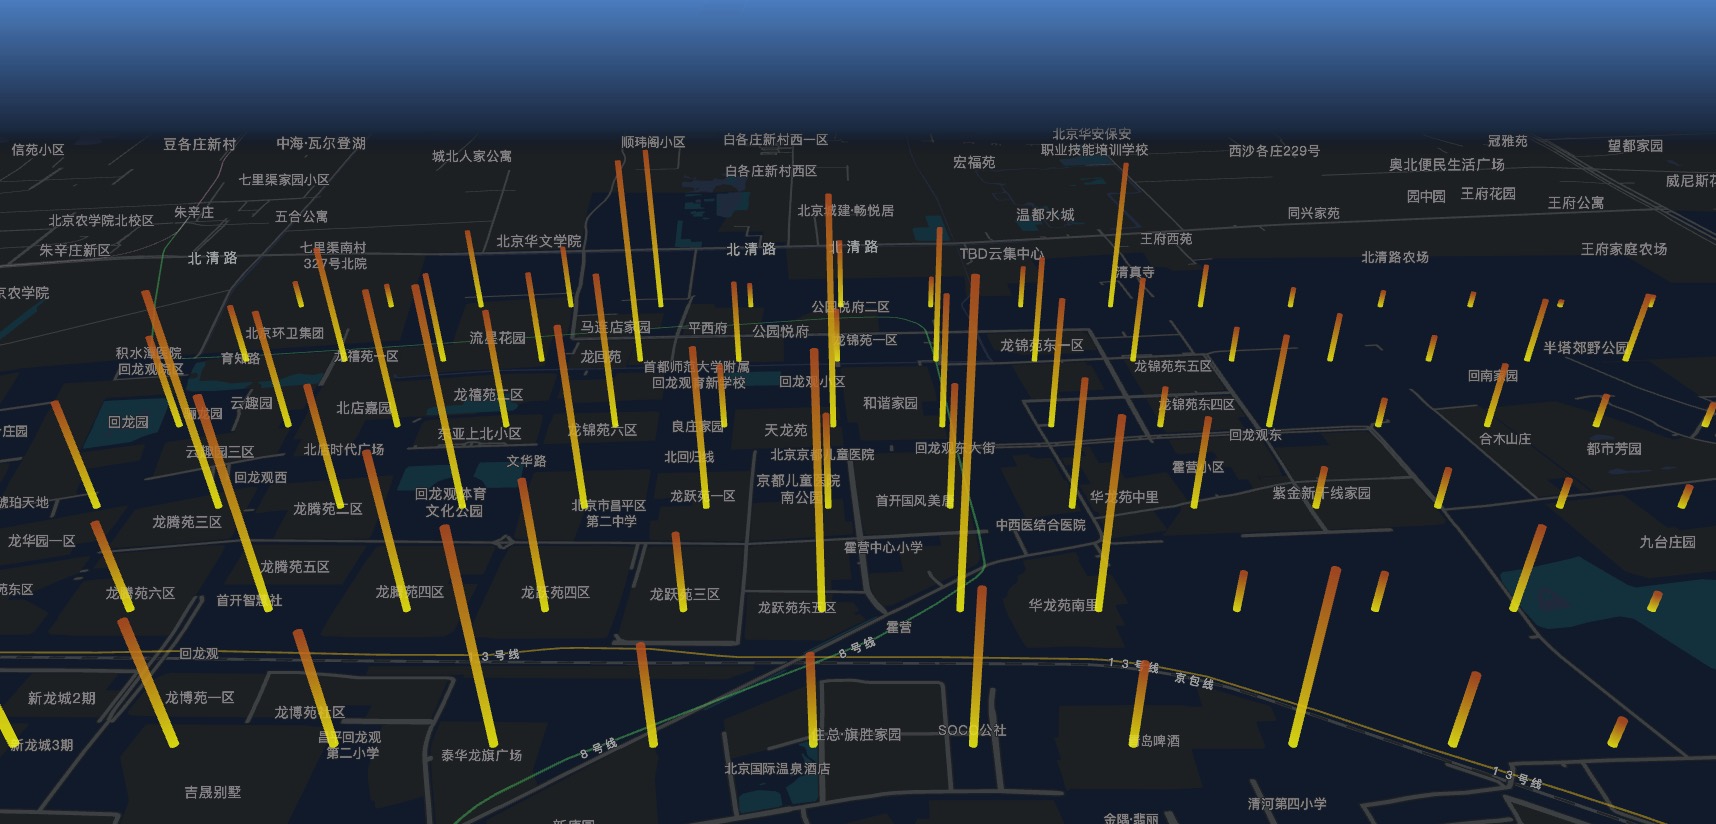 北京华安保安
职业技能培训学校
信苑小区
豆各庄新村
中海·瓦尔登湖
顺玮阁小区
白各庄新村西一区
冠雅苑
望都家园
城北人家公寓
西沙各庄229号
宏福苑
奥北便民生活广场
白各庄新村西区
七里渠家园小区
园中园
王府花园
王府公寓
北京农学院北校区
朱辛庄
五合公寓
北京城建·畅悦居
温都水城
同兴家苑
朱辛庄新区
七里渠南村
327号北院
北京华文学院
北清路
北清路
北清路
TBD云集中心
王府西苑
北清路农场
王府家庭农场
清真寺
农学院
公园悦府二区
北京环卫集团
流星花园
马连店家园
平西府
公园悦府
龙锦苑一区
龙锦苑东一区
半塔郊野公园
积水潭医院
回龙观院区
育知路
龙禧苑一区
龙回苑
首都师范大学附属
回龙观育新学校
龙锦苑东五区
回南家园
回龙观小区
龙禧苑二区
云趣园
北店嘉园
和谐家园
龙锦苑东四区
回龙园
庄园
东亚上北小区
龙锦苑六区
良庄家园
天龙苑
回龙观东
合木山庄
都市芳园
云趣园三区
北店时代广场
回龙观东大街
北回归线
北京京都儿童医院
文华路
霍营小区
回龙观西
京都儿童医院
南公园
回龙观体育
文化公园
龙跃苑一区
首开国风美唐
华龙苑中里
紫金新干线家园
琥珀天地
龙腾苑二区
北京市昌平区
第二中学
龙腾苑三区
中西医结合医院
龙华园一区
霍营中心小学
九台庄园
龙腾苑五区
苑东区
龙腾苑六区
首开智慧社
龙腾苑四区
龙跃苑四区
龙跃苑三区
龙跃苑东五区
华龙苑南里
霍营
回龙观
13号线
8号线
13号线
京包线
新龙城2期
龙博苑一区
龙博苑社区
昌平回龙观
第二小学
新龙城3期
泰华龙旗广场
8号线
庄总·旗胜家园
SOCO公社
青岛啤酒
北京国际温泉酒店
13号线
吉晟别墅
清河第四小学
金隅·翡丽